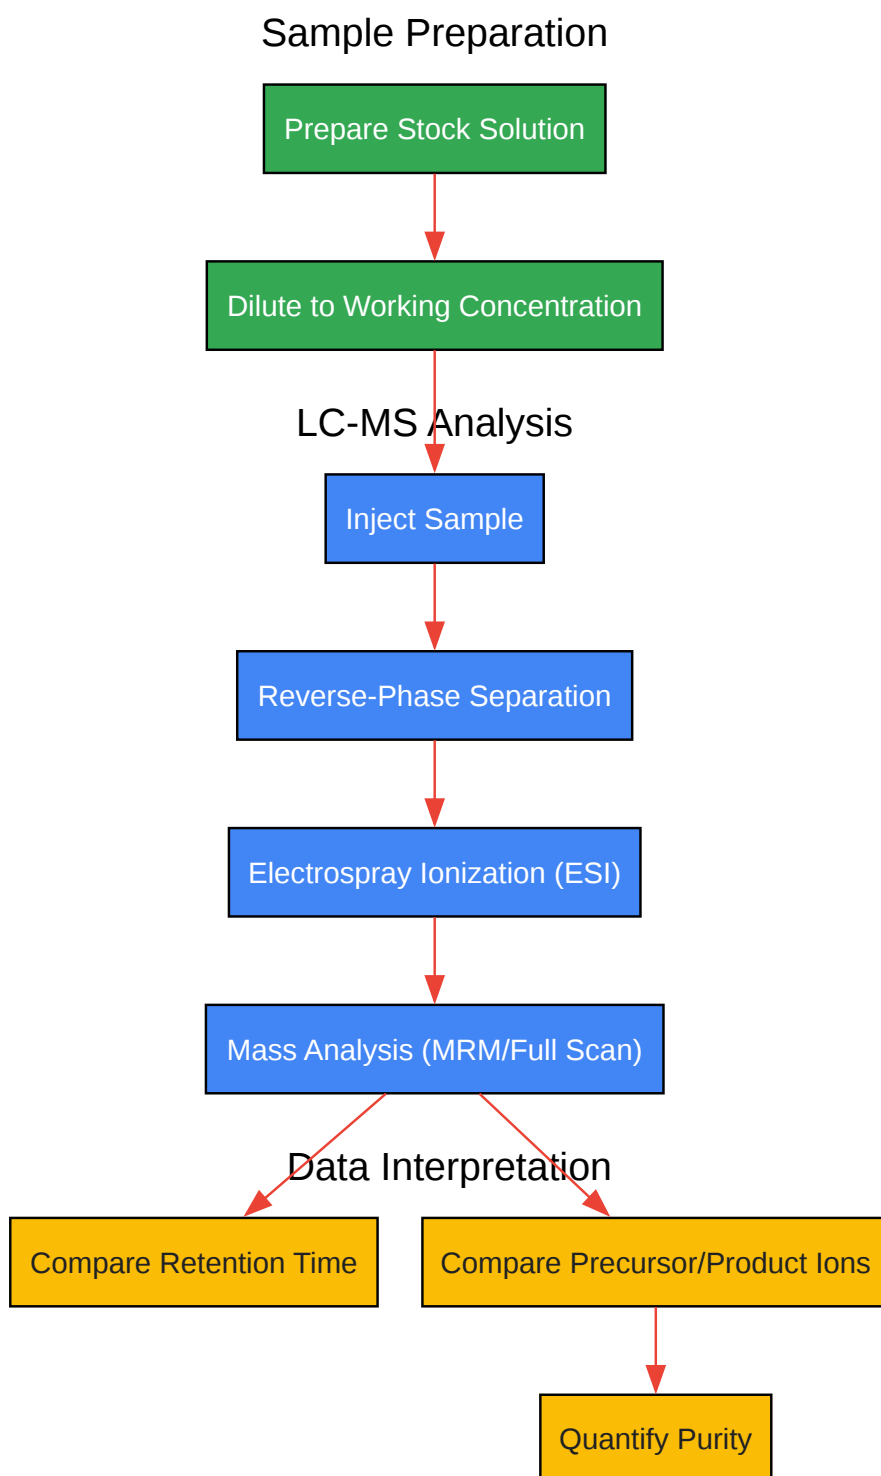 Sample Preparation
Prepare Stock Solution
Dilute to Working Concentration
LC-MS Analysis
Inject Sample
Reverse-Phase Separation
Electrospray Ionization (ESI)
Mass Analysis (MRM/Full Scan)
Data Interpretation
Compare Retention Time
Compare Precursor/Product Ions
Quantify Purity